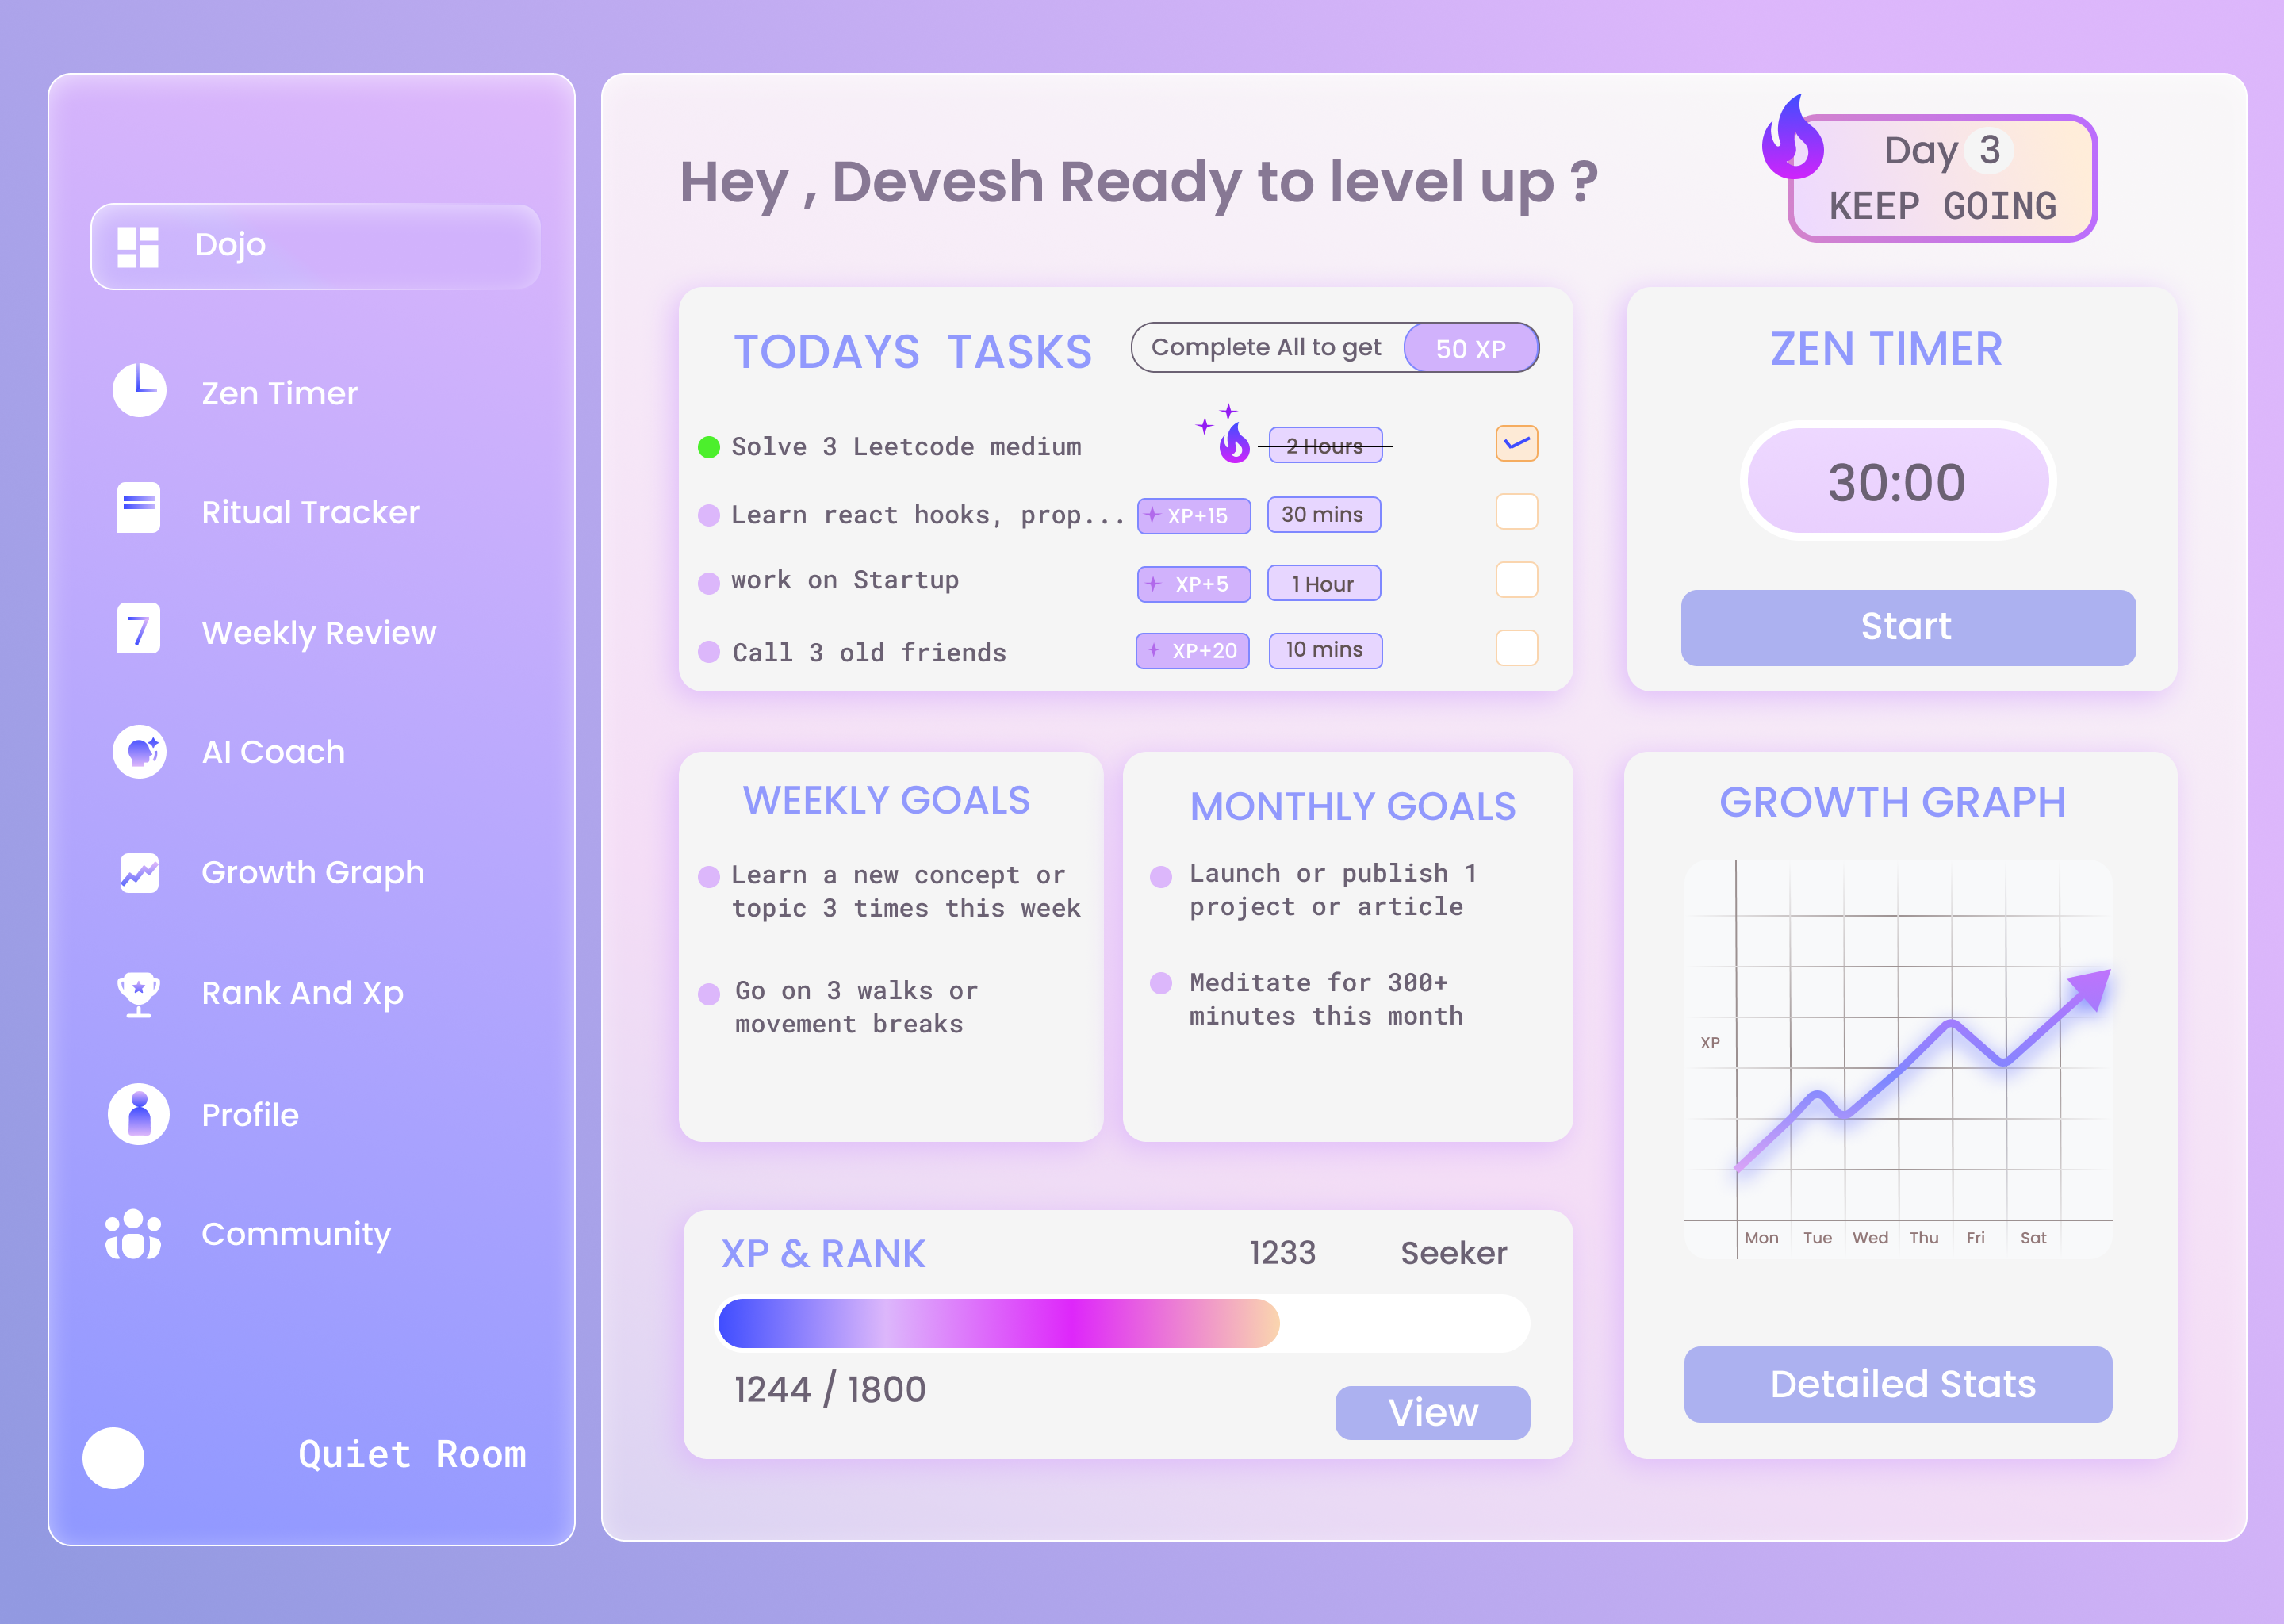 Dojo
Zen Timer
Ritual Tracker
7
Weekly Review
AI Coach
Growth Graph
Rank And Xp
Profile
Community
Quiet Room
Hey , Devesh Ready to level up ?
Day 3
KEEP GOING
TODAYS TASKS
Complete All to get 50 XP
Solve 3 Leetcode medium 2 Hours
Learn react hooks, prop... XP+15 30 mins
work on Startup XP+5 1 Hour
Call 3 old friends XP+20 10 mins
ZEN TIMER
30:00
Start
WEEKLY GOALS
Learn a new concept or
topic 3 times this week
Go on 3 walks or
movement breaks
MONTHLY GOALS
Launch or publish 1
project or article
Meditate for 300+
minutes this month
GROWTH GRAPH
XP
Mon Tue Wed Thu Fri Sat
Detailed Stats
XP & RANK 1233 Seeker
1244 / 1800
View